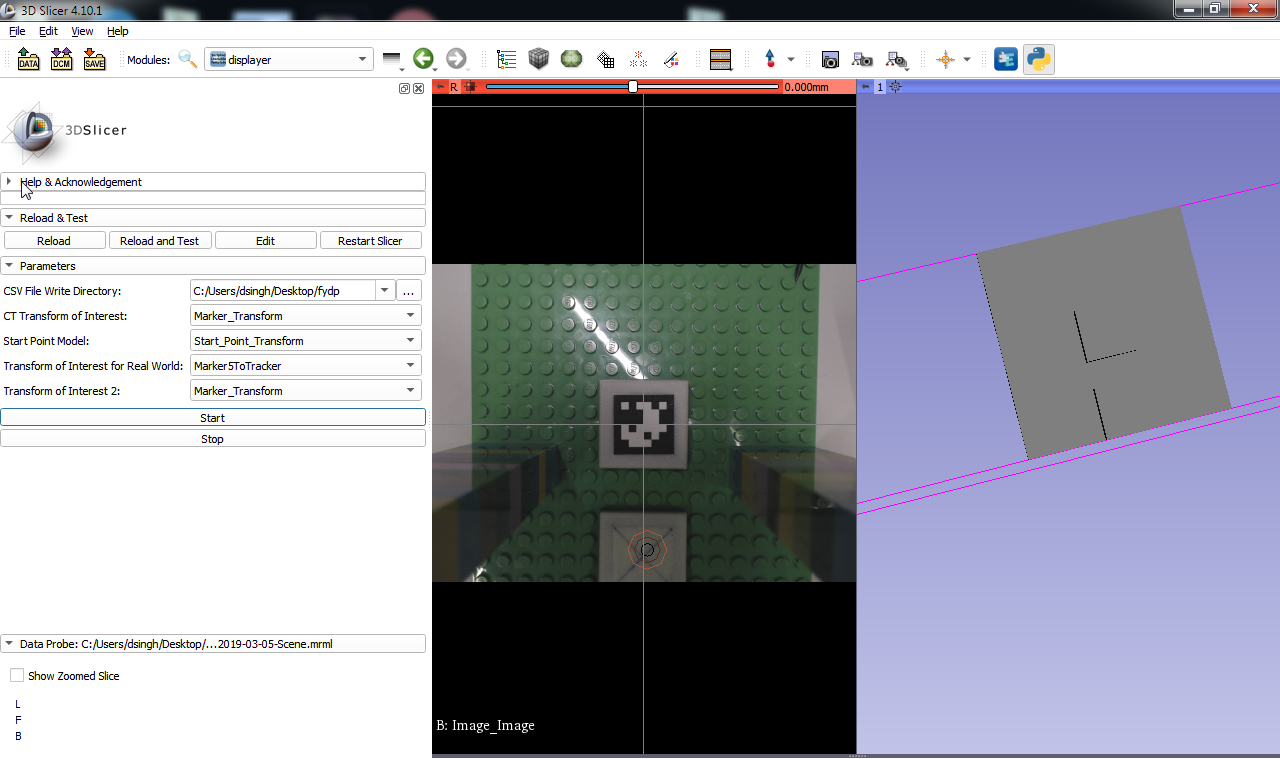 3D Slicer 4.10.1
File Edit View Help
DATA DCM SAVE Modules: displayer
R 0.000mm 1
3DSlicer
Help & Acknowledgement
Reload & Test
Reload Reload and Test Edit Restart Slicer
Parameters
CSV File Write Directory: C:/Users/dsingh/Desktop/fydp ...
CT Transform of Interest: Marker_Transform
Start Point Model: Start_Point_Transform
Transform of Interest for Real World: Marker5ToTracker
Transform of Interest 2: Marker_Transform
Start
Stop
Data Probe: C:/Users/dsingh/Desktop/...2019-03-05-Scene.mrml
Show Zoomed Slice
L
F
B
B: Image_Image